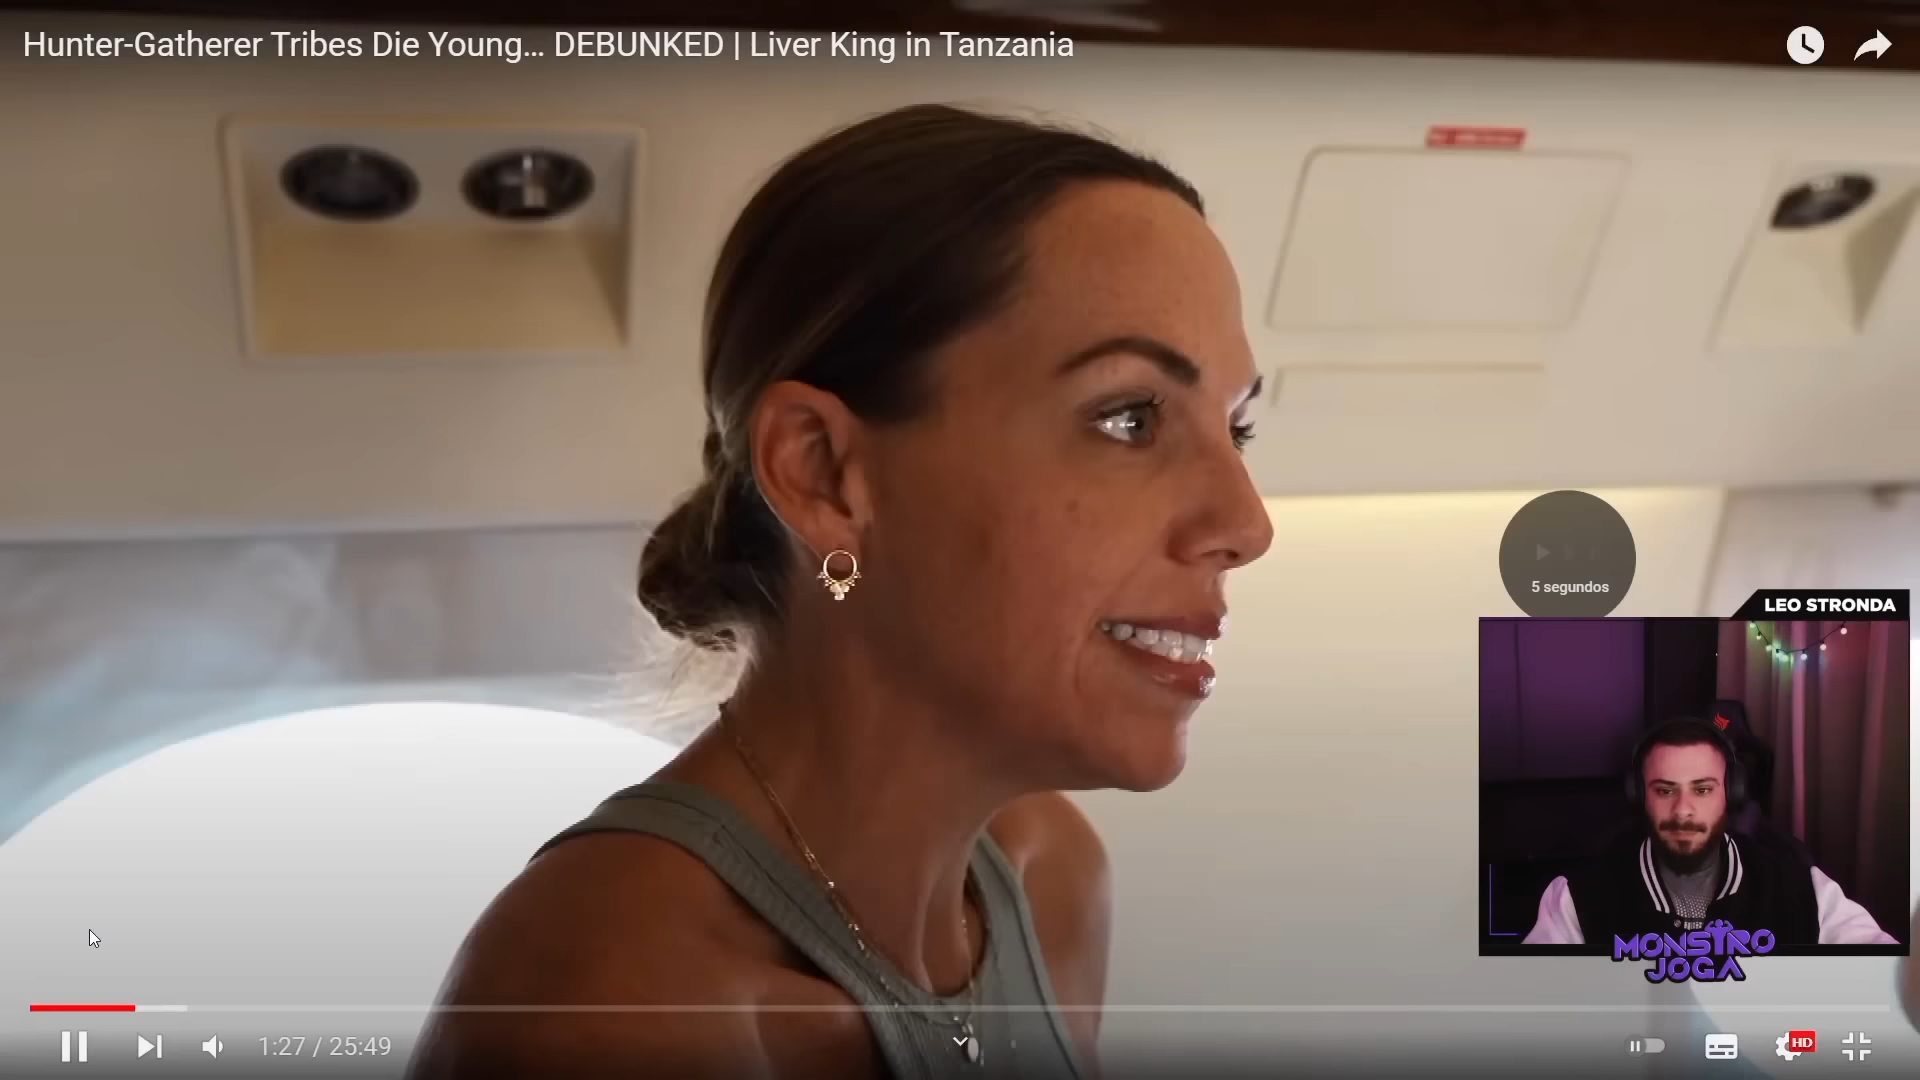 Hunter-Gatherer Tribes Die Young... DEBUNKED | Liver King in Tanzania
5 segundos
LEO STRONDA
MONSTRO
JOGA
1:27 / 25:49
HD